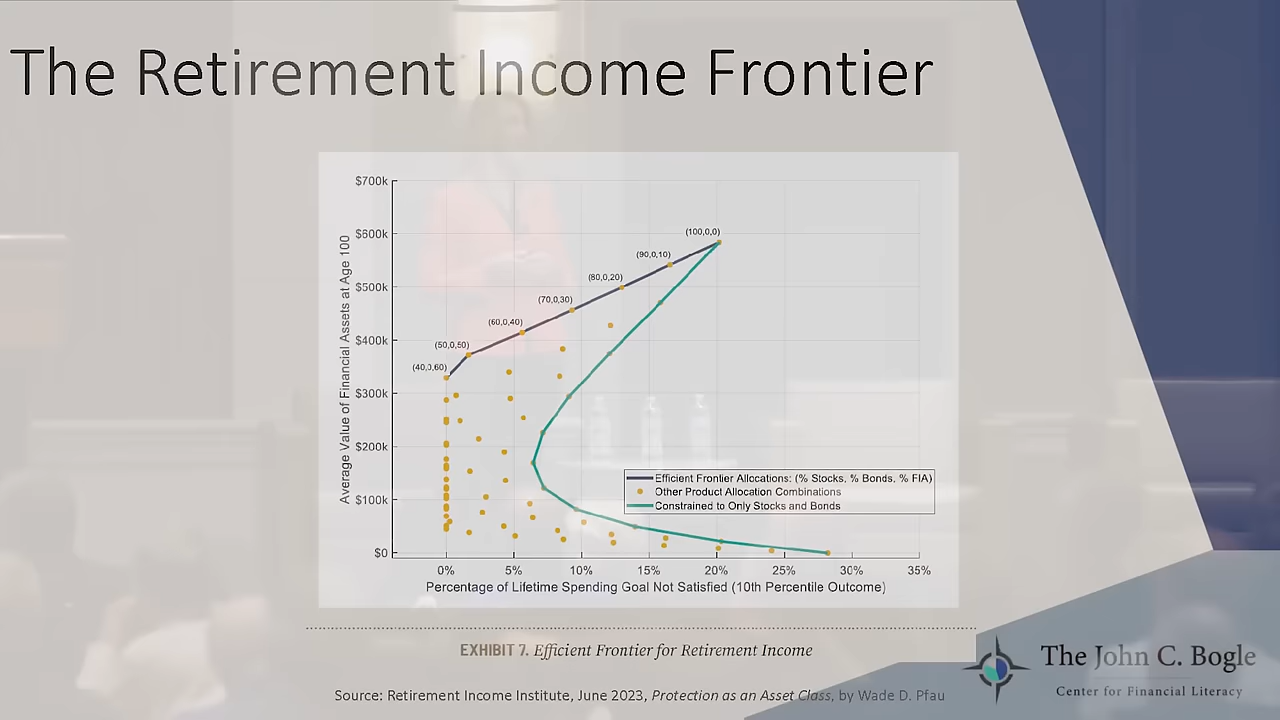 The Retirement Income Frontier
$700k
$600k
$500k
$400k
$300k
$200k
$100k
$0
Average Value of Financial Assets at Age 100
(100,0,0)
(90,0,10)
(80,0,20)
(70,0,30)
(60,0,40)
(50,0,50)
(40,0,60)
Efficient Frontier Allocations: (% Stocks, % Bonds, % FIA)
Other Product Allocation Combinations
Constrained to Only Stocks and Bonds
0% 5% 10% 15% 20% 25% 30% 35%
Percentage of Lifetime Spending Goal Not Satisfied (10th Percentile Outcome)
EXHIBIT 7. Efficient Frontier for Retirement Income
Source: Retirement Income Institute, June 2023, Protection as an Asset Class, by Wade D. Pfau
The John C. Bogle
Center for Financial Literacy